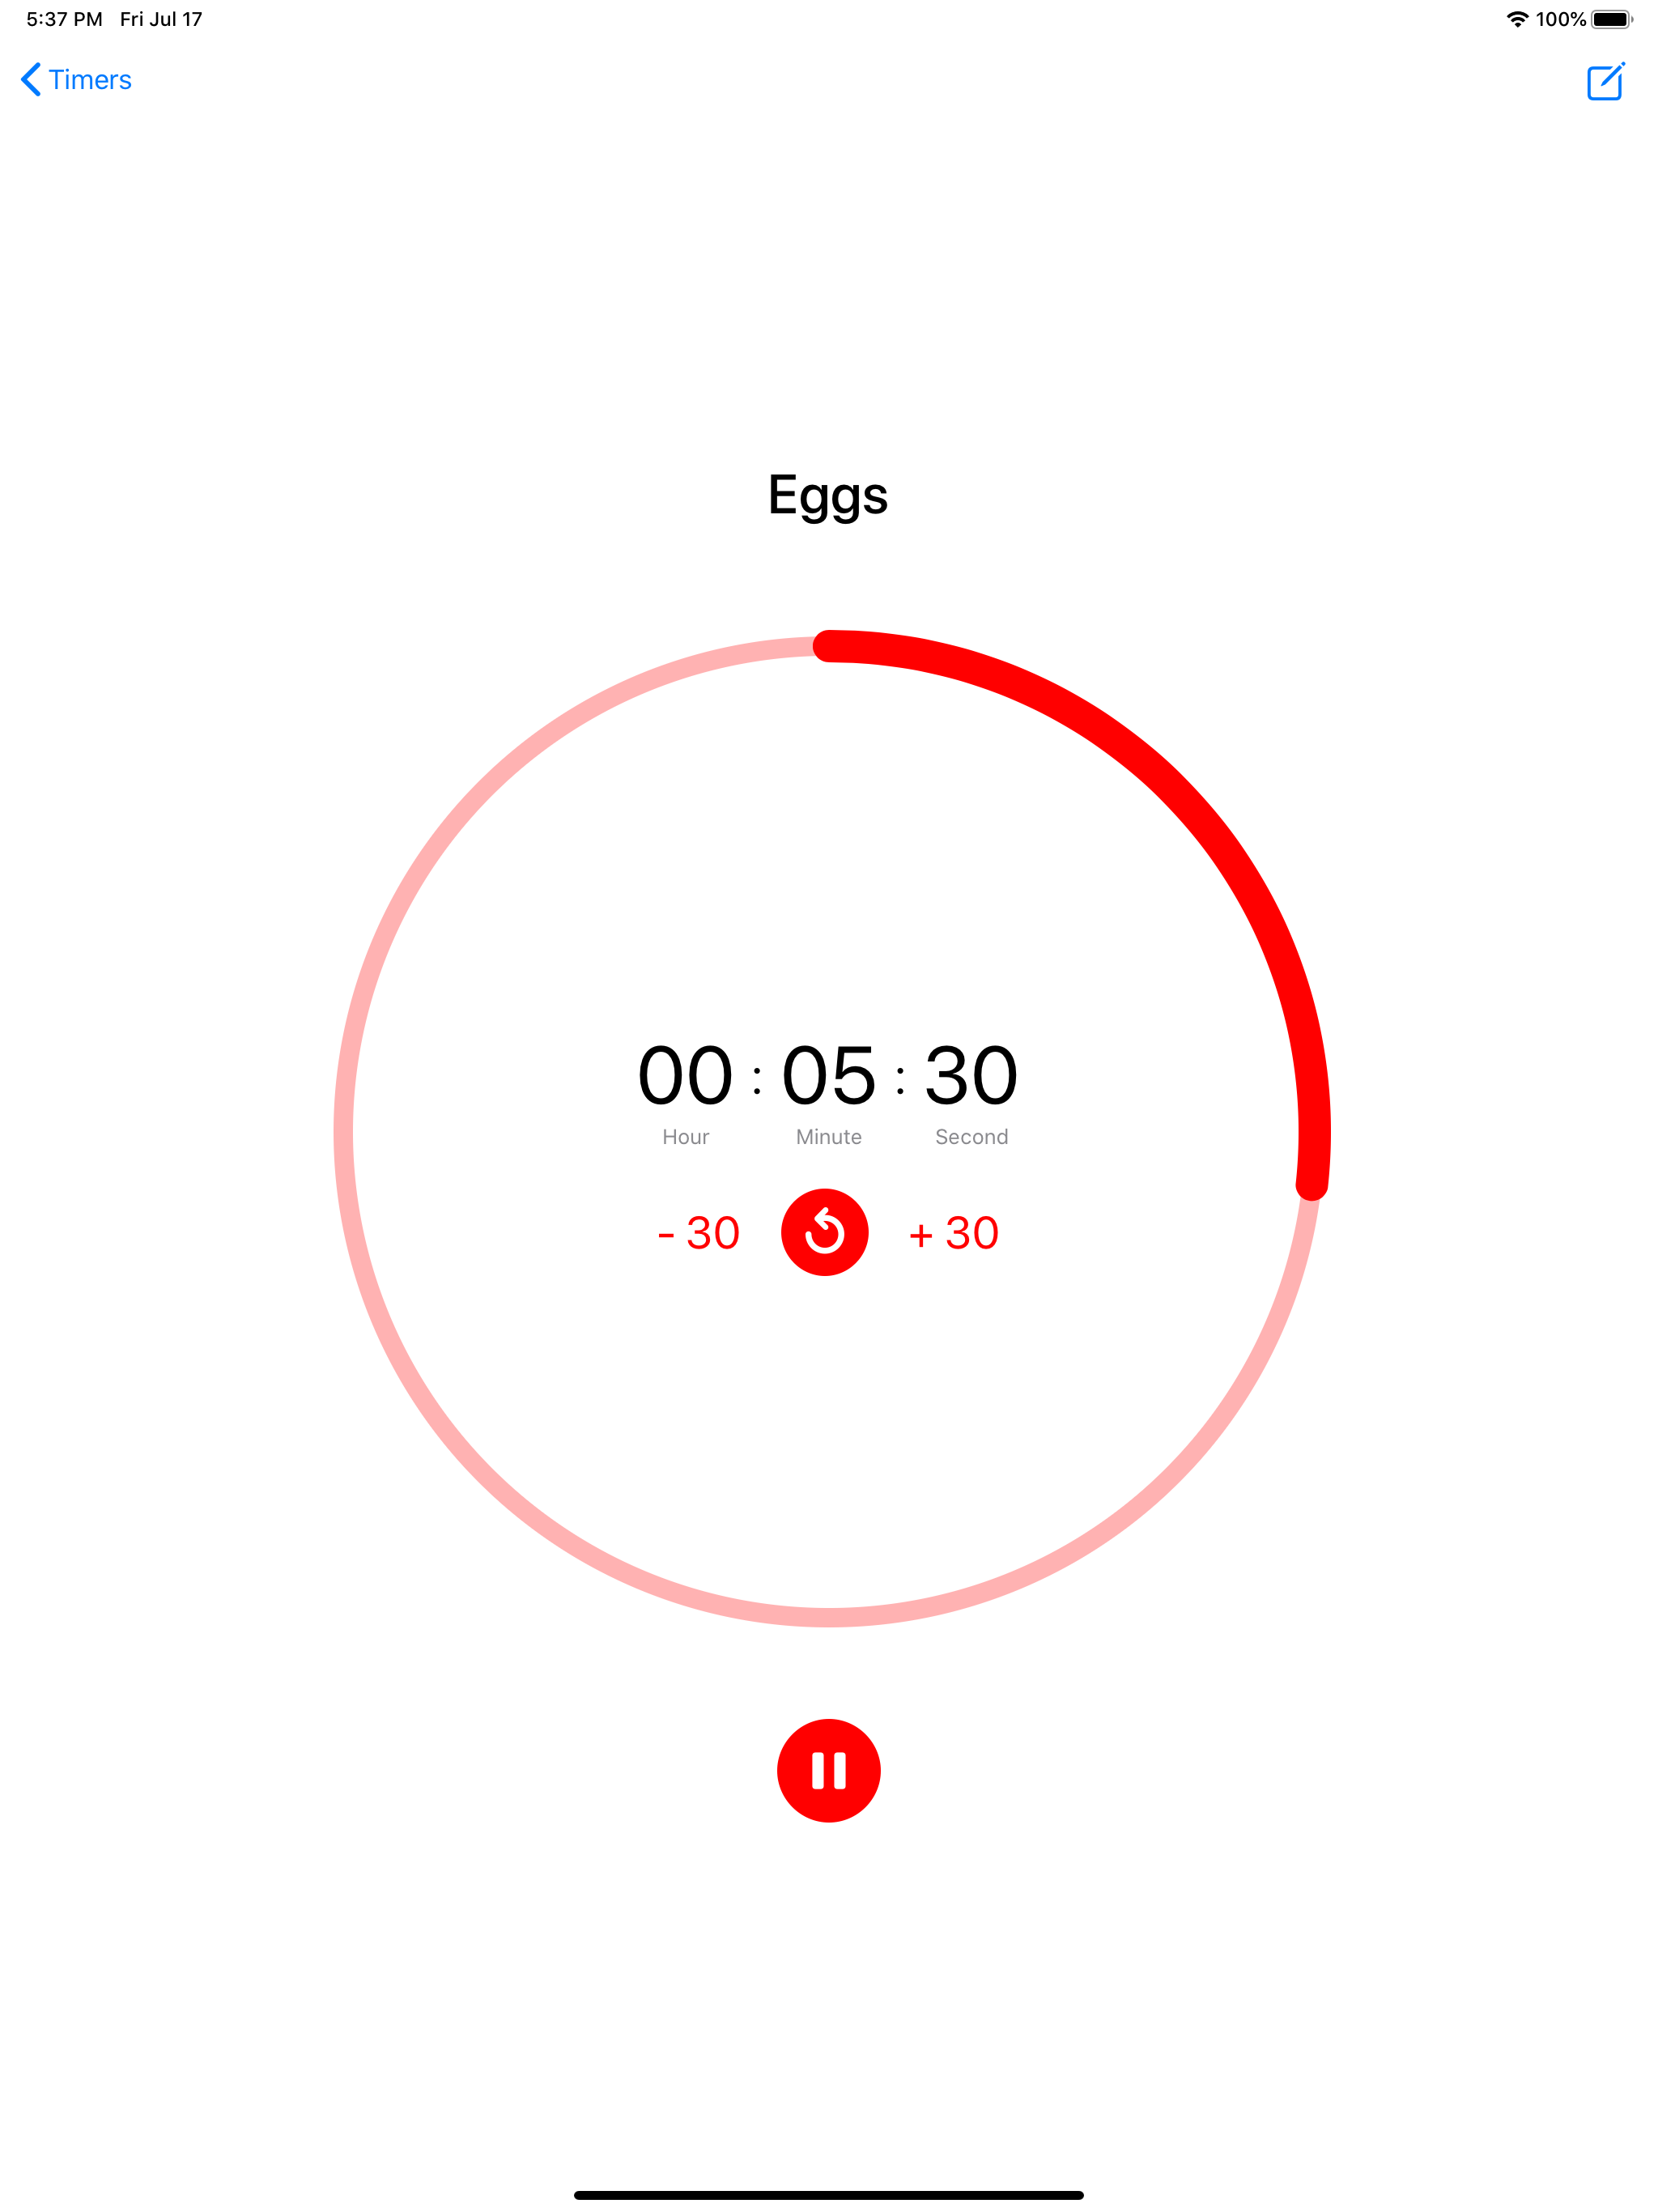 5:37 PM Fri Jul 17 100%
Timers
Eggs
00 : 05 : 30
Hour Minute Second
- 30 + 30